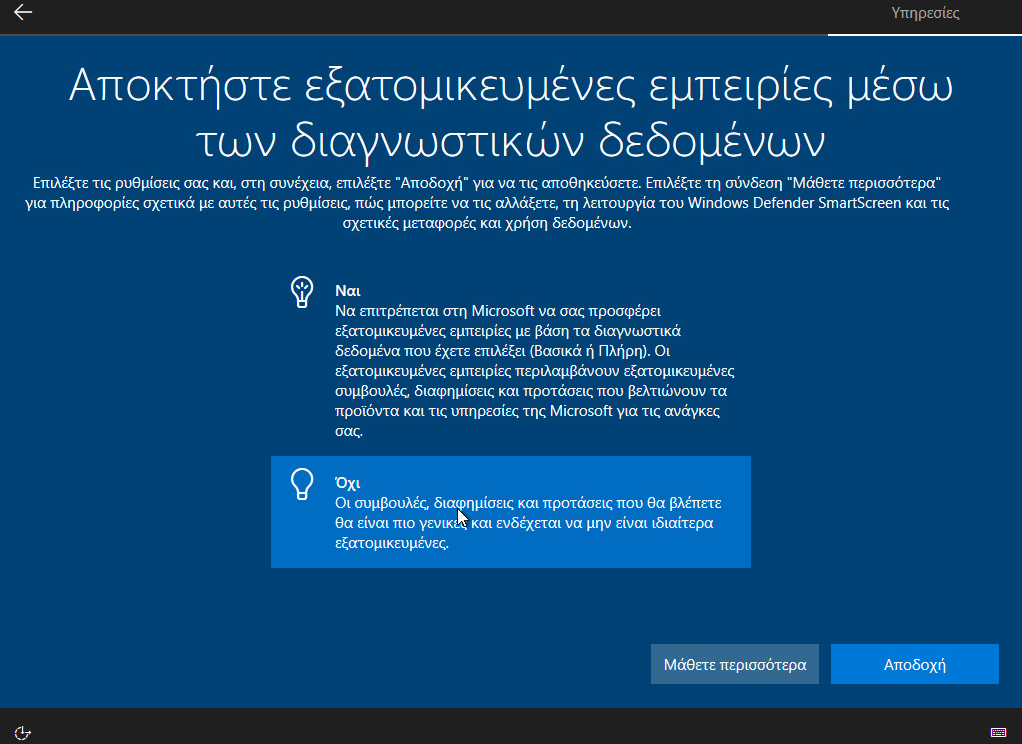 Υπηρεσίες
Αποκτήστε εξατομικευμένες εμπειρίες μέσω
των διαγνωστικών δεδομένων
Επιλέξτε τις ρυθμίσεις σας και, στη συνέχεια, επιλέξτε "Αποδοχή" για να τις αποθηκεύσετε. Επιλέξτε τη σύνδεση "Μάθετε περισσότερα"
για πληροφορίες σχετικά με αυτές τις ρυθμίσεις, πώς μπορείτε να τις αλλάξετε, τη λειτουργία του Windows Defender SmartScreen και τις
σχετικές μεταφορές και χρήση δεδομένων.
Ναι
Να επιτρέπεται στη Microsoft να σας προσφέρει
εξατομικευμένες εμπειρίες με βάση τα διαγνωστικά
δεδομένα που έχετε επιλέξει (Βασικά ή Πλήρη). Οι
εξατομικευμένες εμπειρίες περιλαμβάνουν εξατομικευμένες
συμβουλές, διαφημίσεις και προτάσεις που βελτιώνουν τα
προϊόντα και τις υπηρεσίες της Microsoft για τις ανάγκες
σας.
Όχι
Οι συμβουλές, διαφημίσεις και προτάσεις που θα βλέπετε
θα είναι πιο γενικές και ενδέχεται να μην είναι ιδιαίτερα
εξατομικευμένες.
Μάθετε περισσότερα
Αποδοχή